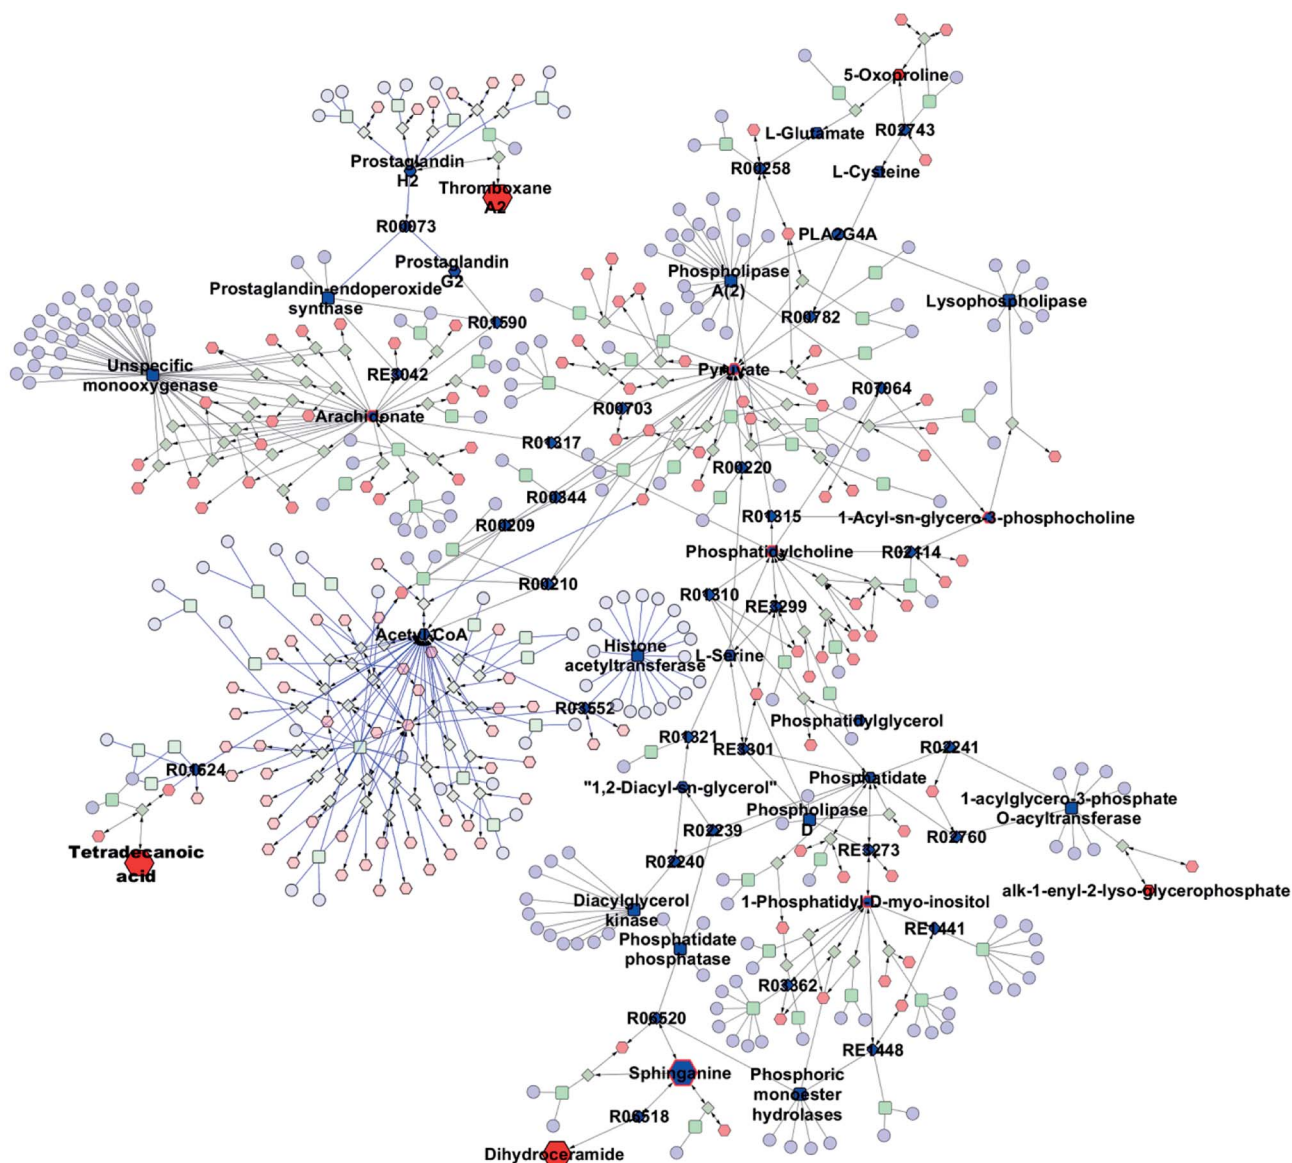 5-Oxoproline
L-Glutamate
R02743
R00258
L-Cysteine
Prostaglandin
H2
Thromboxane
A2
R00073
PLA2G4A
Prostaglandin
G2
Phospholipase
A(2)
Prostaglandin-endoperoxide
synthase
Lysophospholipase
R01590
R00782
Unspecific
monooxygenase
RE3042
Pyruvate
R07064
Arachidonate
R00703
R01317
R00220
R00344
R00209
R01315
1-Acyl-sn-glycero-3-phosphocholine
Phosphatidylcholine
R02114
R00210
R01310
RE3299
Acetyl-CoA
Histone
acetyltransferase
L-Serine
R03552
Phosphatidylglycerol
R01321
RE3301
R02241
R01624
Phosphatidate
"1,2-Diacyl-sn-glycerol"
1-acylglycero-3-phosphate
O-acyltransferase
Phospholipase
D
R02239
R02760
Tetradecanoic
acid
R02240
RE3273
alk-1-enyl-2-lyso-glycerophosphate
Diacylglycerol
kinase
1-Phosphatidyl-D-myo-inositol
RE1441
Phosphatidate
phosphatase
R03362
R06520
RE1448
Sphinganine
Phosphoric
monoester
hydrolases
R06518
Dihydroceramide